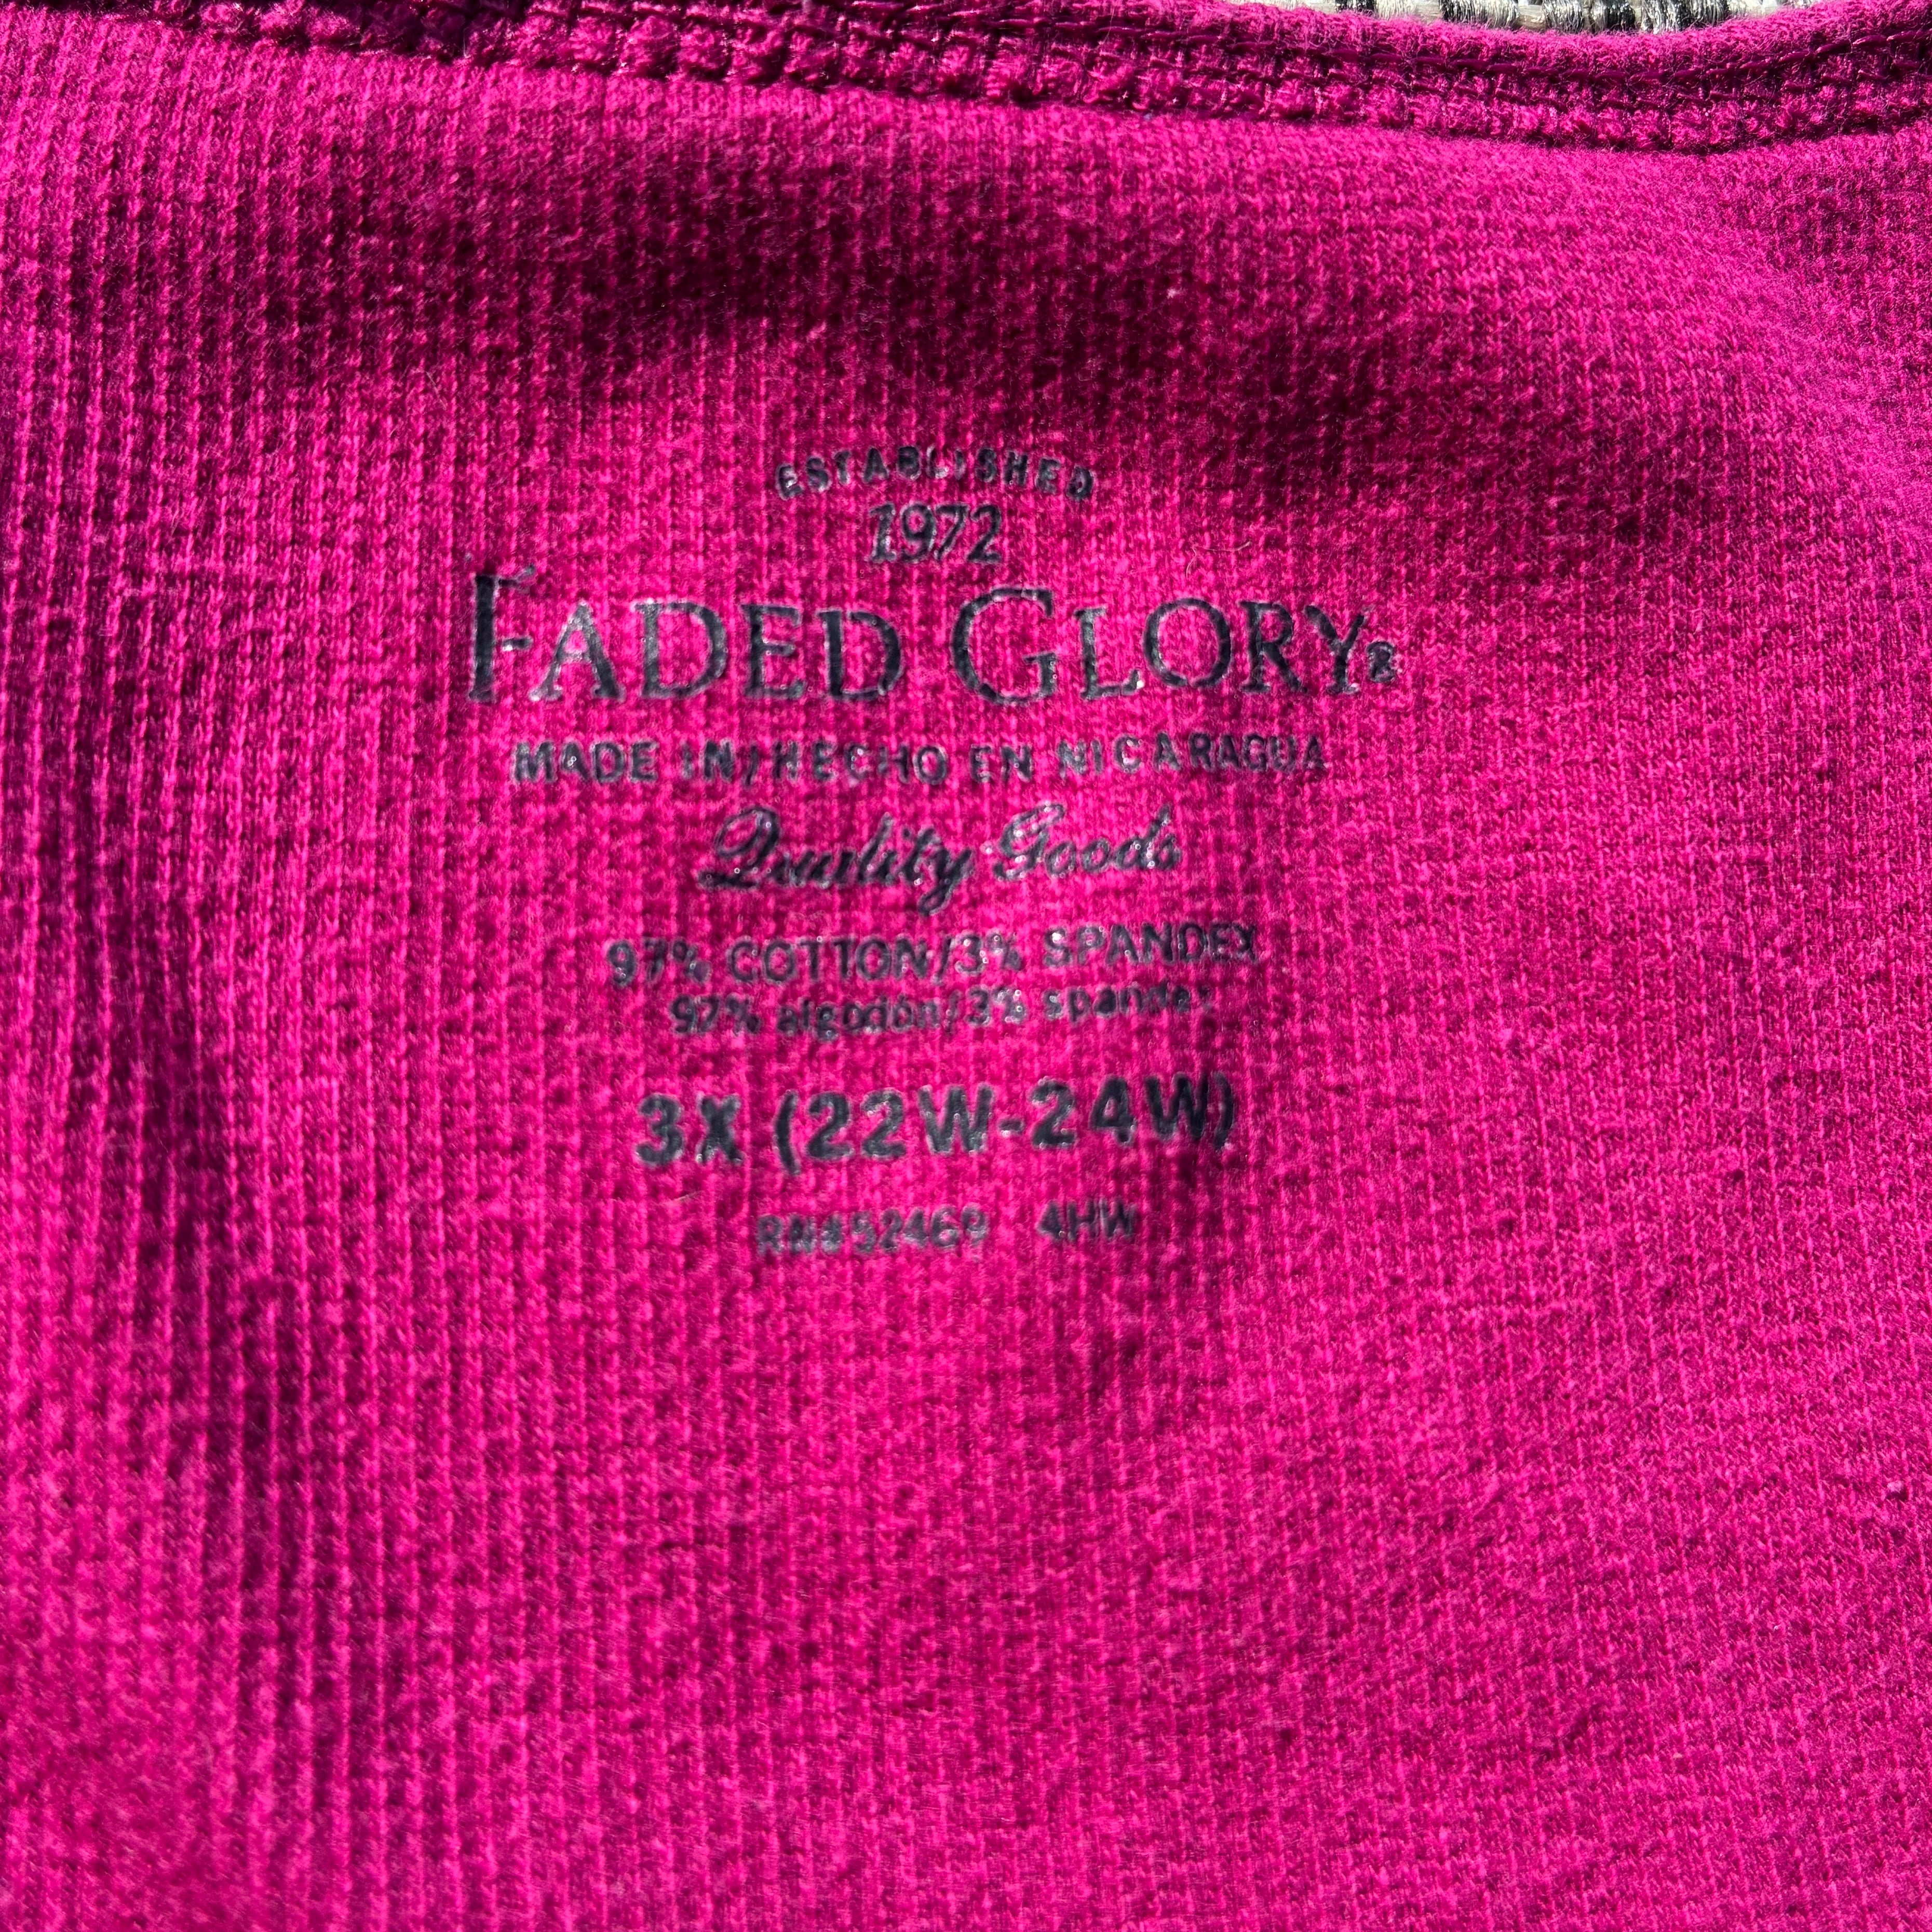 ESTABLISHED
1972
FADED GLORY®
MADE IN/HECHO EN NICARAGUA
Quality Goods
97% COTTON/3% SPANDEX
97% algodón/3% spandex
3X (22W-24W)
RN#52469 4HW